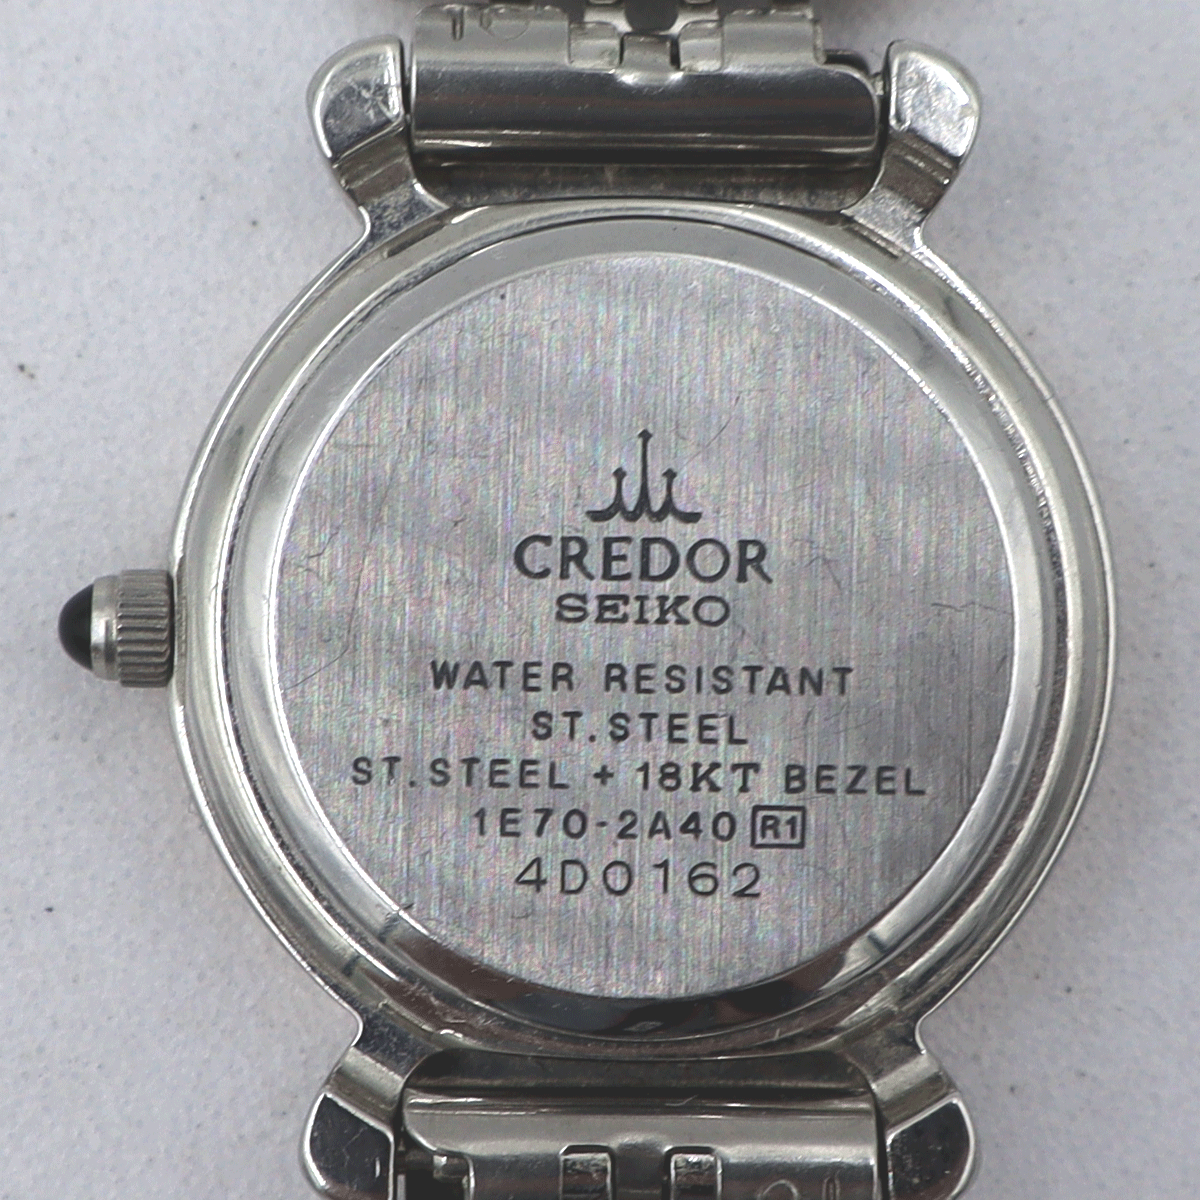 CREDOR
SEIKO
WATER RESISTANT
ST.STEEL
ST.STEEL + 18KT BEZEL
1E70-2A40 R1
4D0162